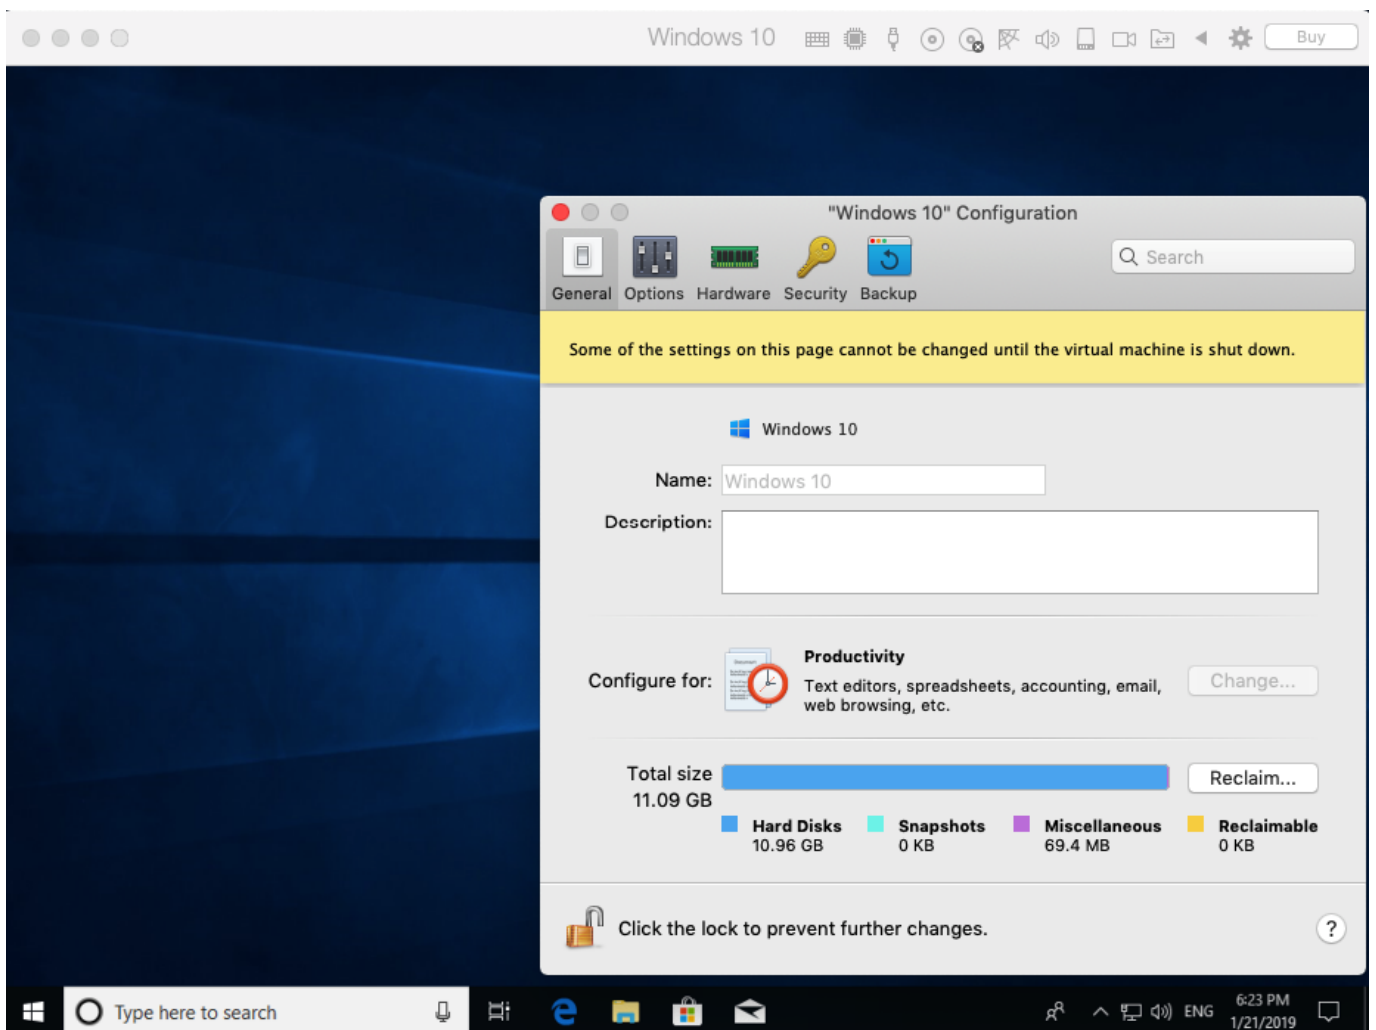 Windows 10
Buy
"Windows 10" Configuration
General Options Hardware Security Backup
Search
Some of the settings on this page cannot be changed until the virtual machine is shut down.
Windows 10
Name: Windows 10
Description:
Configure for:
Productivity
Text editors, spreadsheets, accounting, email,
web browsing, etc.
Change...
Total size
11.09 GB
Reclaim...
Hard Disks
10.96 GB
Snapshots
0 KB
Miscellaneous
69.4 MB
Reclaimable
0 KB
Click the lock to prevent further changes.
?
Type here to search
ENG
6:23 PM
1/21/2019